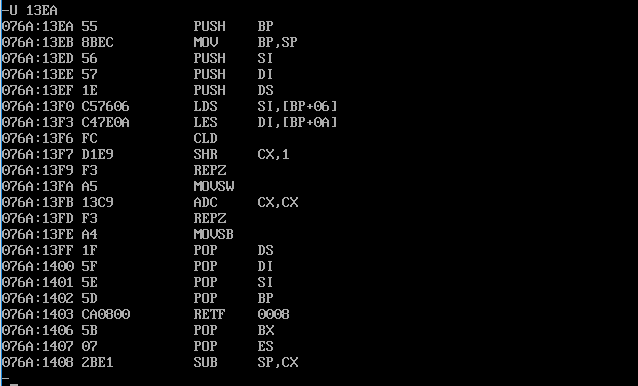 -U 13EA
076A:13EA 55 PUSH BP
076A:13EB 8BEC MOV BP,SP
076A:13ED 56 PUSH SI
076A:13EE 57 PUSH DI
076A:13EF 1E PUSH DS
076A:13F0 C57606 LDS SI,[BP+06]
076A:13F3 C47E0A LES DI,[BP+0A]
076A:13F6 FC CLD
076A:13F7 D1E9 SHR CX,1
076A:13F9 F3 REPZ
076A:13FA A5 MOVSW
076A:13FB 13C9 ADC CX,CX
076A:13FD F3 REPZ
076A:13FE A4 MOVSB
076A:13FF 1F POP DS
076A:1400 5F POP DI
076A:1401 5E POP SI
076A:1402 5D POP BP
076A:1403 CA0800 RETF 0008
076A:1406 5B POP BX
076A:1407 07 POP ES
076A:1408 2BE1 SUB SP,CX
-_